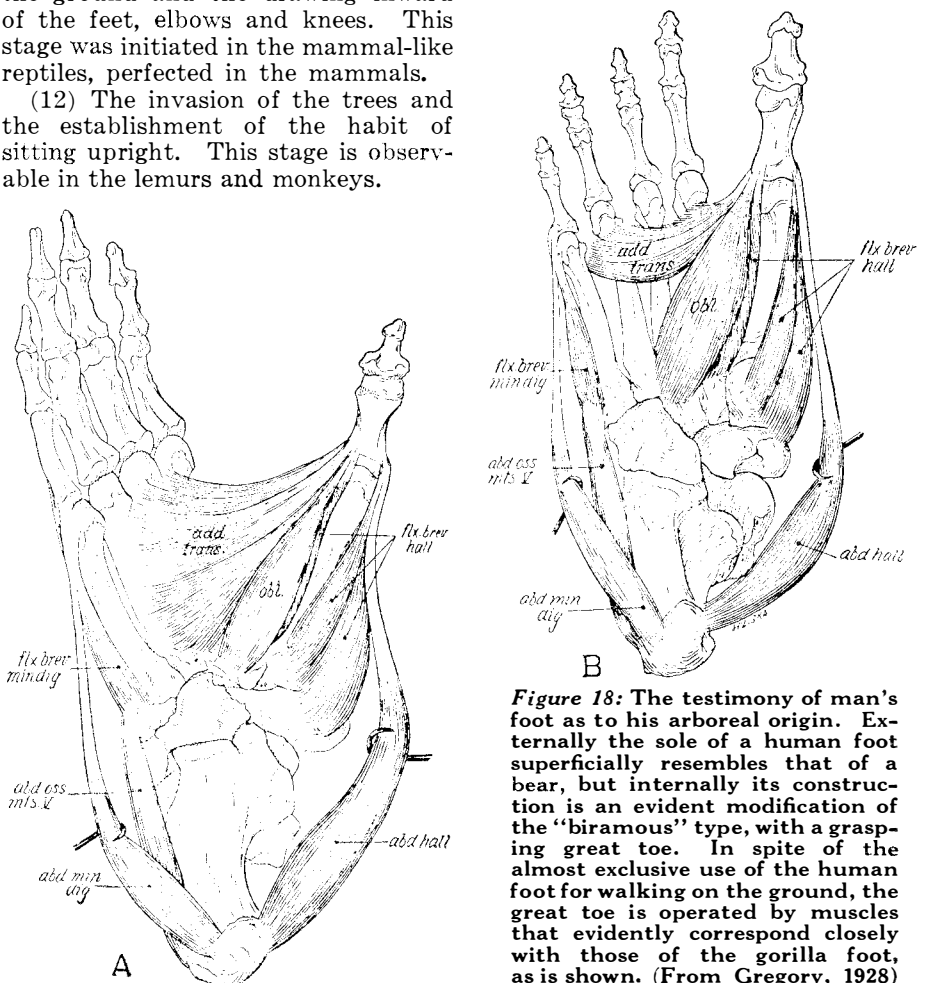 the ground and the drawing inward
of the feet, elbows and knees. This
stage was initiated in the mammal-like
reptiles, perfected in the mammals.
(12) The invasion of the trees and
the establishment of the habit of
sitting upright. This stage is observ-
able in the lemurs and monkeys.
add
trans.
obl.
flx. brev
hall
flx brev
min. dig
abd oss
mts. V
abd min
dig
abd hall
A
add
trans
obl.
flx brev
hall
flx brev
min dig
abd oss
mts V
abd min
dig
abd hall
B
Figure 18: The testimony of man's
foot as to his arboreal origin. Ex-
ternally the sole of a human foot
superficially resembles that of a
bear, but internally its construc-
tion is an evident modification of
the "biramous" type, with a grasp-
ing great toe. In spite of the
almost exclusive use of the human
foot for walking on the ground, the
great toe is operated by muscles
that evidently correspond closely
with those of the gorilla foot,
as is shown. (From Gregory, 1928)